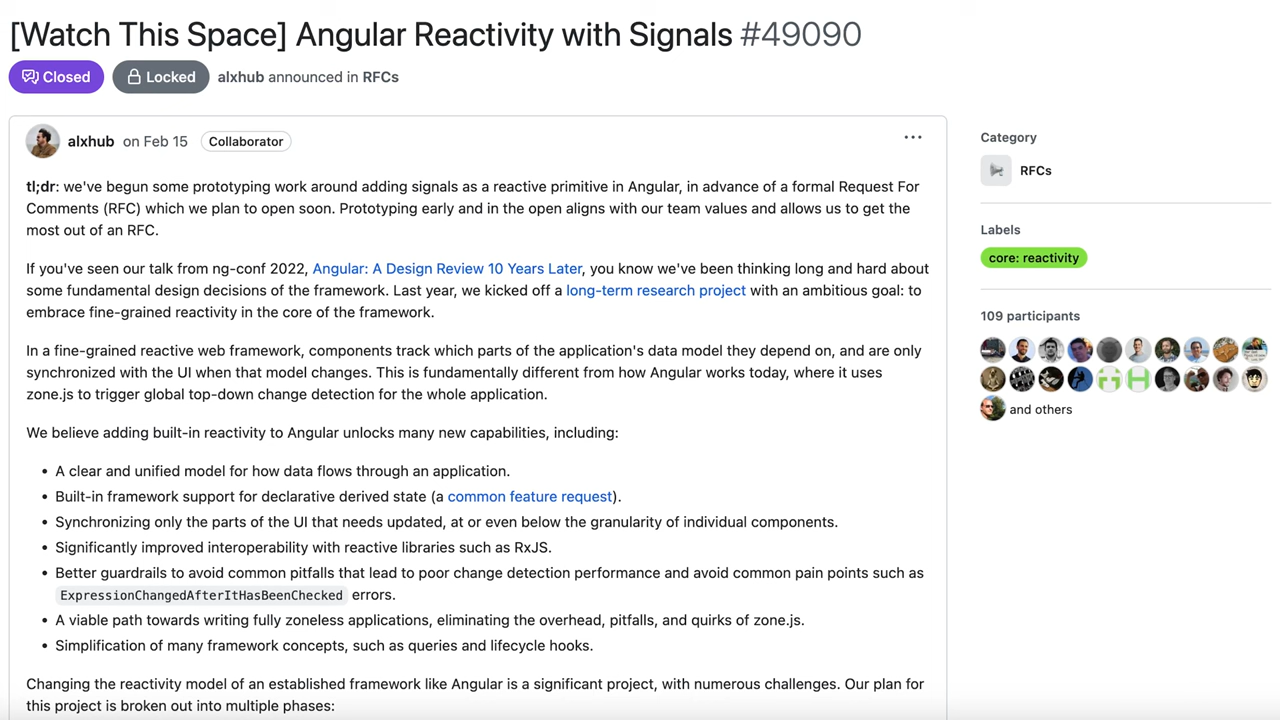 [Watch This Space] Angular Reactivity with Signals #49090
Closed
Locked
alxhub announced in RFCs
alxhub on Feb 15 Collaborator
tl;dr: we've begun some prototyping work around adding signals as a reactive primitive in Angular, in advance of a formal Request For
Comments (RFC) which we plan to open soon. Prototyping early and in the open aligns with our team values and allows us to get the
most out of an RFC.
If you've seen our talk from ng-conf 2022, Angular: A Design Review 10 Years Later, you know we've been thinking long and hard about
some fundamental design decisions of the framework. Last year, we kicked off a long-term research project with an ambitious goal: to
embrace fine-grained reactivity in the core of the framework.
In a fine-grained reactive web framework, components track which parts of the application's data model they depend on, and are only
synchronized with the UI when that model changes. This is fundamentally different from how Angular works today, where it uses
zone.js to trigger global top-down change detection for the whole application.
We believe adding built-in reactivity to Angular unlocks many new capabilities, including:
• A clear and unified model for how data flows through an application.
• Built-in framework support for declarative derived state (a common feature request).
• Synchronizing only the parts of the UI that needs updated, at or even below the granularity of individual components.
• Significantly improved interoperability with reactive libraries such as RxJS.
• Better guardrails to avoid common pitfalls that lead to poor change detection performance and avoid common pain points such as
ExpressionChangedAfterItHasBeenChecked errors.
• A viable path towards writing fully zoneless applications, eliminating the overhead, pitfalls, and quirks of zone.js.
• Simplification of many framework concepts, such as queries and lifecycle hooks.
Changing the reactivity model of an established framework like Angular is a significant project, with numerous challenges. Our plan for
this project is broken out into multiple phases:
Category
RFCs
Labels
core: reactivity
109 participants
and others